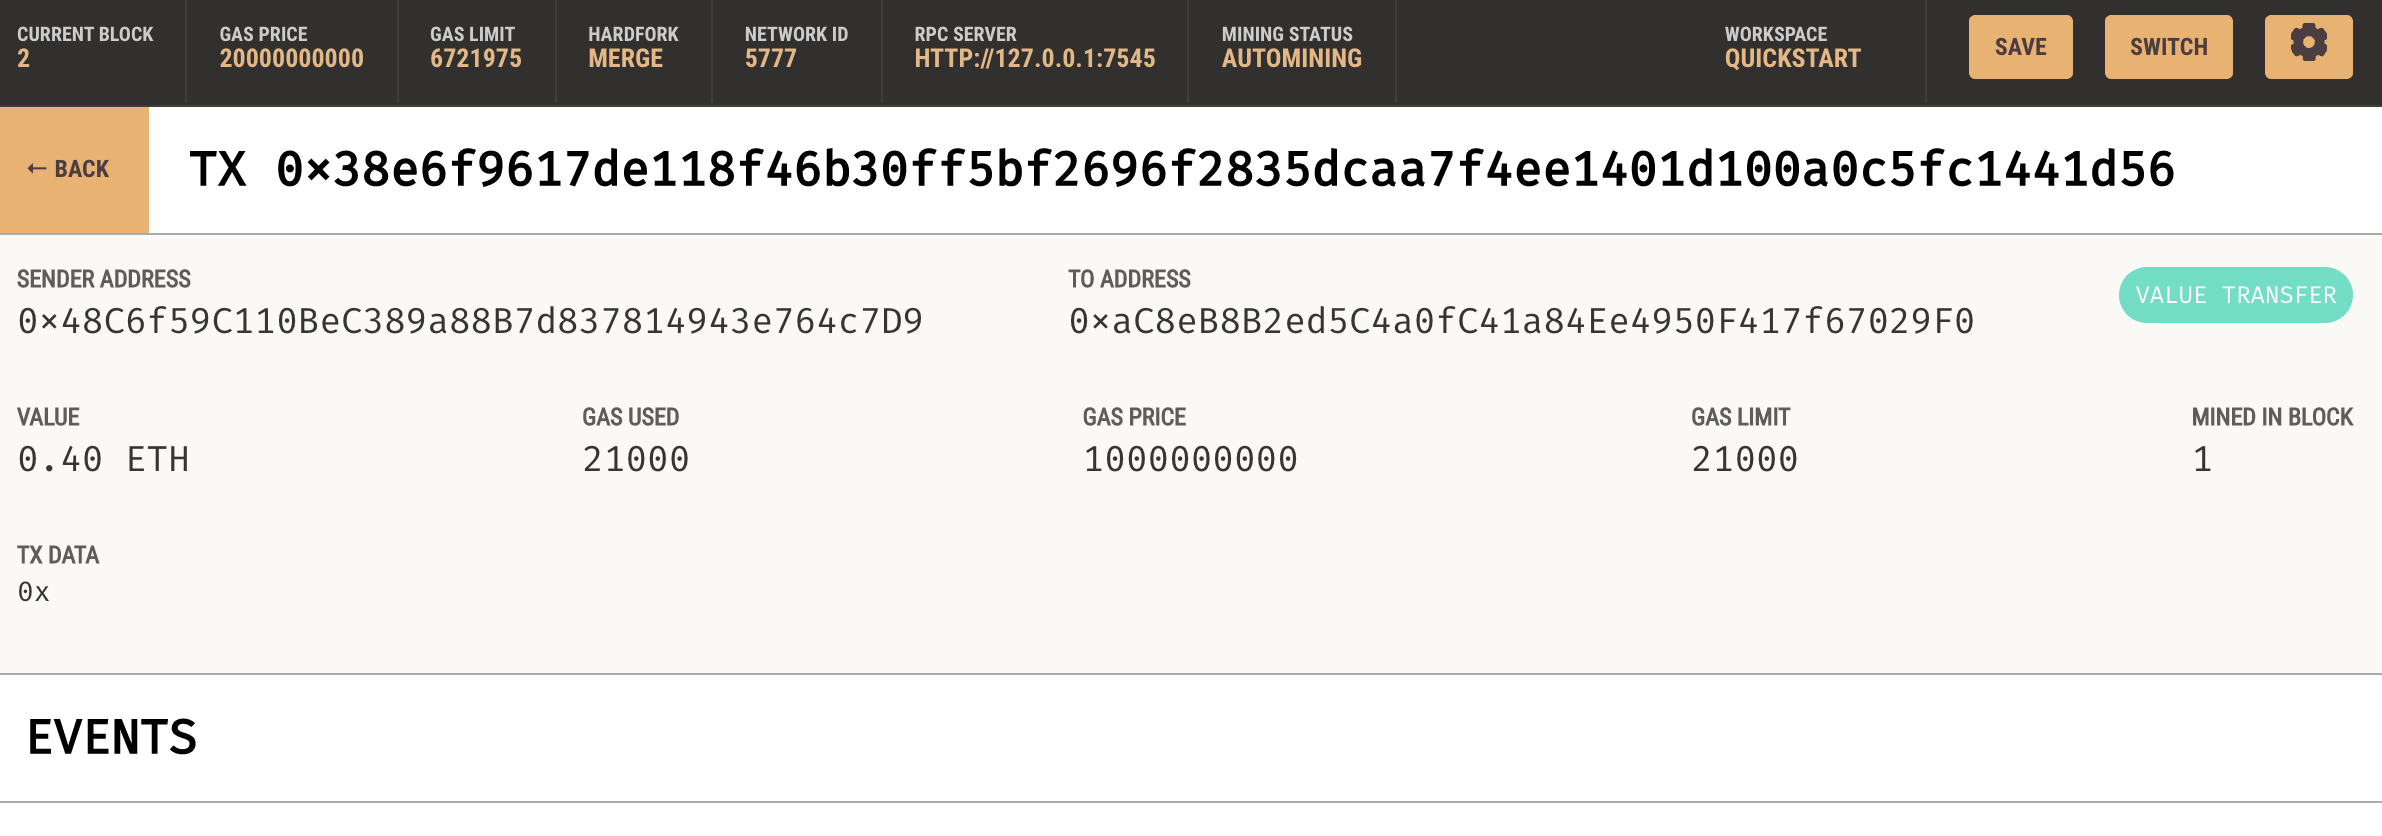 CURRENT BLOCK
2
GAS PRICE
20000000000
GAS LIMIT
6721975
HARDFORK
MERGE
NETWORK ID
5777
RPC SERVER
HTTP://127.0.0.1:7545
MINING STATUS
AUTOMINING
WORKSPACE
QUICKSTART
SAVE
SWITCH
← BACK
TX 0×38e6f9617de118f46b30ff5bf2696f2835dcaa7f4ee1401d100a0c5fc1441d56
SENDER ADDRESS
0×48C6f59C110BeC389a88B7d837814943e764c7D9
TO ADDRESS
0×aC8eB8B2ed5C4a0fC41a84Ee4950F417f67029F0
VALUE TRANSFER
VALUE
0.40 ETH
GAS USED
21000
GAS PRICE
1000000000
GAS LIMIT
21000
MINED IN BLOCK
1
TX DATA
0x
EVENTS